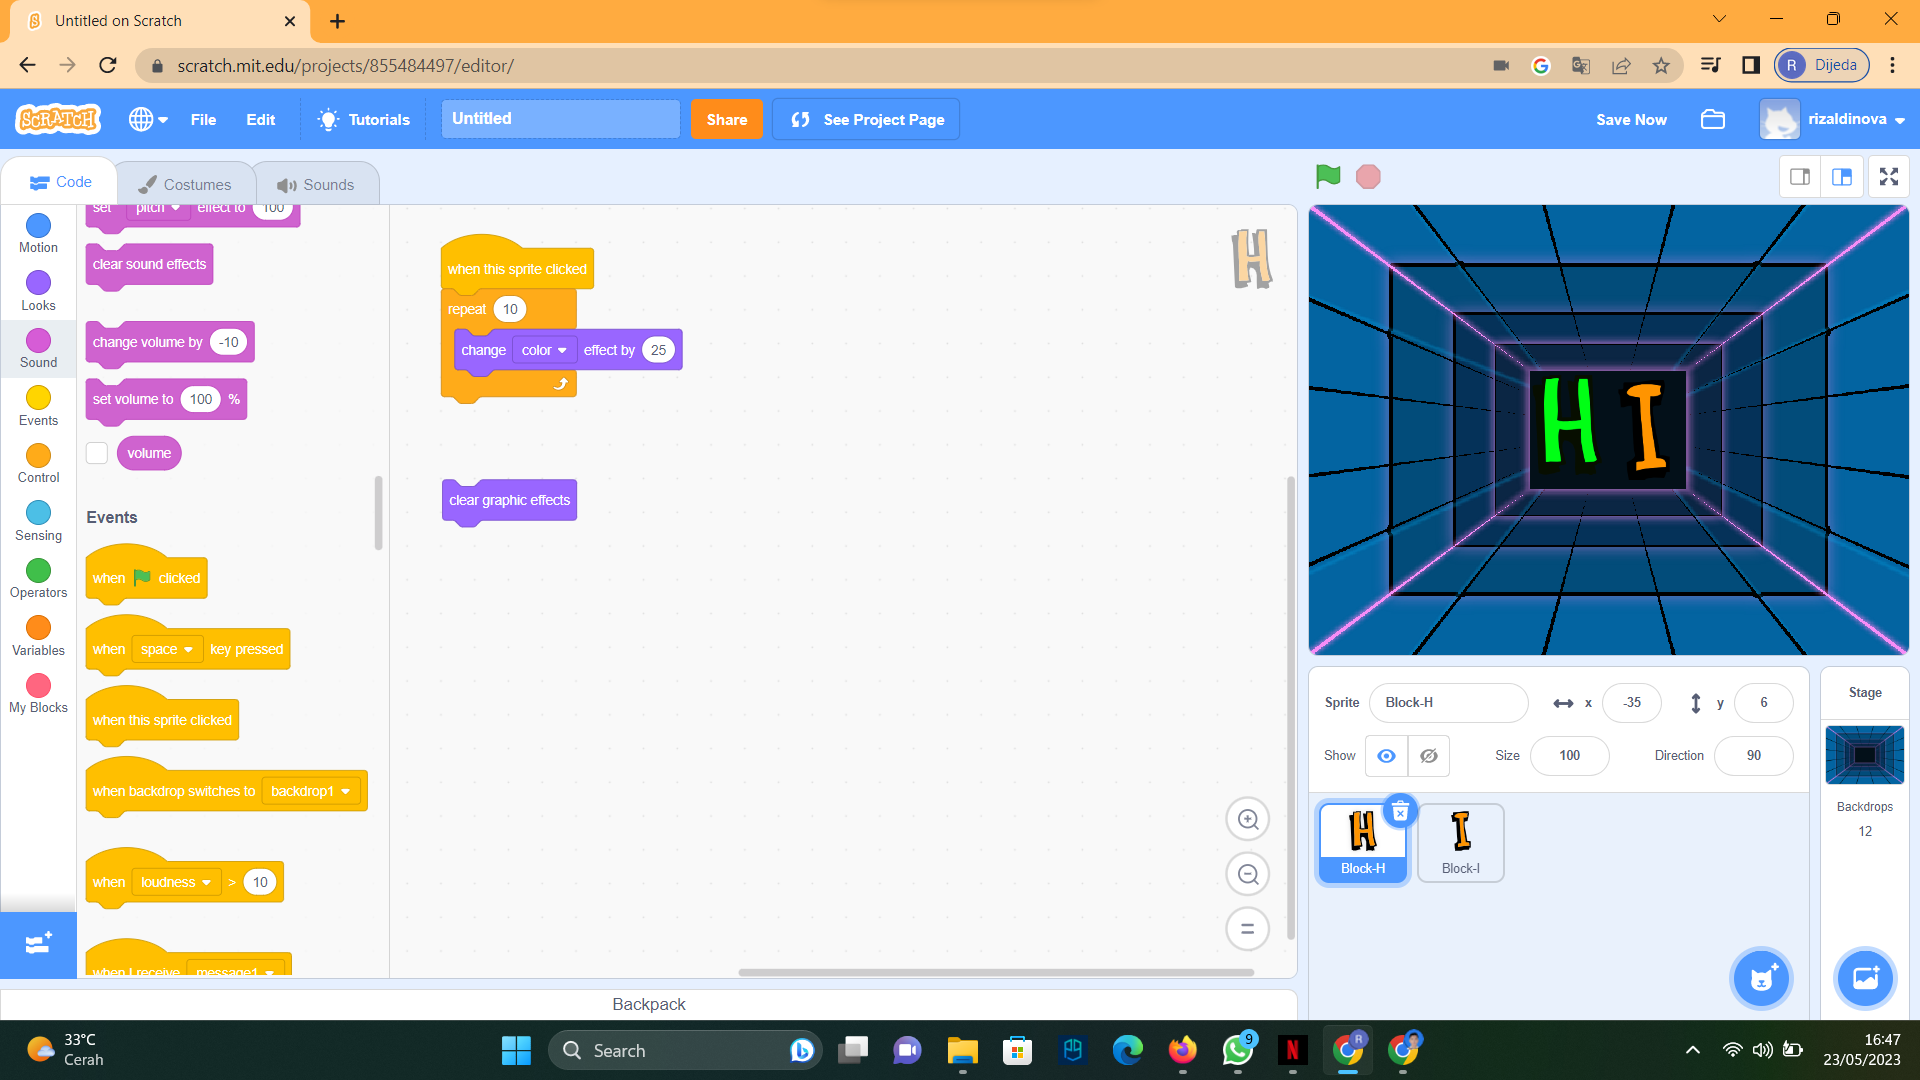 Untitled on Scratch
scratch.mit.edu/projects/855484497/editor/
R Dijeda
SCRATCH
File
Edit
Tutorials
Untitled
Share
See Project Page
Save Now
rizaldinova
Code
Costumes
Sounds
Motion
Looks
Sound
Events
Control
Sensing
Operators
Variables
My Blocks
set pitch effect to 100
clear sound effects
change volume by -10
set volume to 100 %
volume
Events
when clicked
when space key pressed
when this sprite clicked
when backdrop switches to backdrop1
when loudness > 10
when I receive message1
when this sprite clicked
repeat 10
change color effect by 25
clear graphic effects
H
H I
Sprite Block-H x -35 y 6
Show Size 100 Direction 90
H
Block-H
I
Block-I
Stage
Backdrops
12
Backpack
33°C
Cerah
Search
9
N
R
16:47
23/05/2023